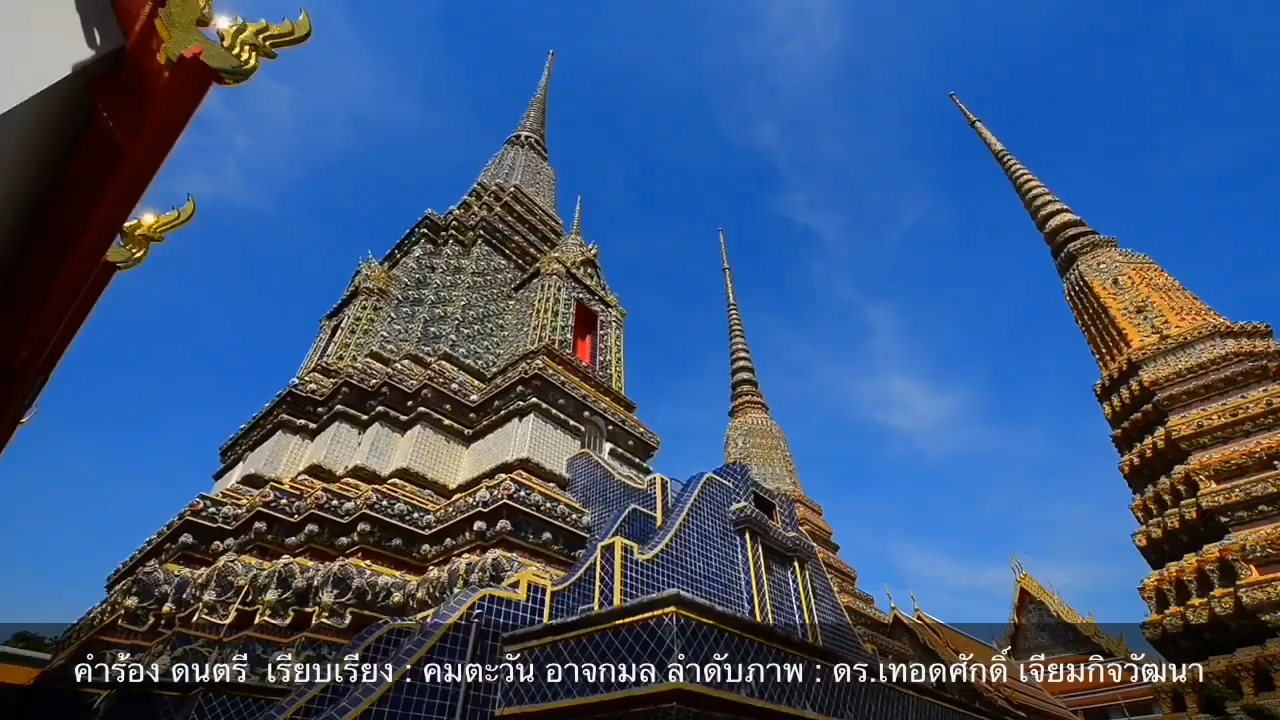 คำร้อง ดนตรี เรียบเรียง : คมตะวัน อาจกมล ลำดับภาพ : ดร.เทอดศักดิ์ เจียมกิจวัฒนา